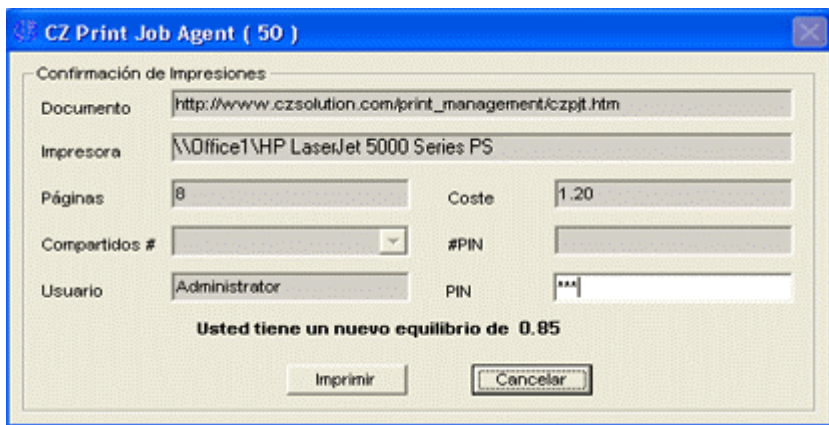 CZ Print Job Agent ( 50 )
Confirmación de Impresiones
Documento http://www.czsolution.com/print_management/czpjt.htm
Impresora \\Office1\HP LaserJet 5000 Series PS
Páginas 8 Coste 1.20
Compartidos # #PIN
Usuario Administrator PIN ***
Usted tiene un nuevo equilibrio de 0.85
Imprimir Cancelar